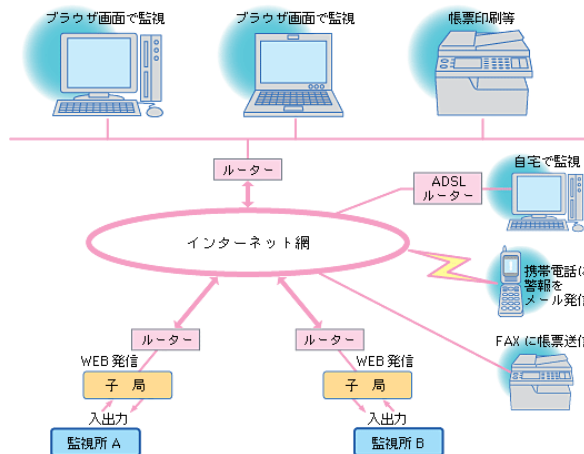 ブラウザ画面で監視
ブラウザ画面で監視
帳票印刷等
ルーター
ADSL
ルーター
自宅で監視
インターネット網
携帯電話に
警報を
メール発信
ルーター
ルーター
FAXに帳票送信
WEB発信
WEB発信
子 局
子 局
入出力
入出力
監視所A
監視所B